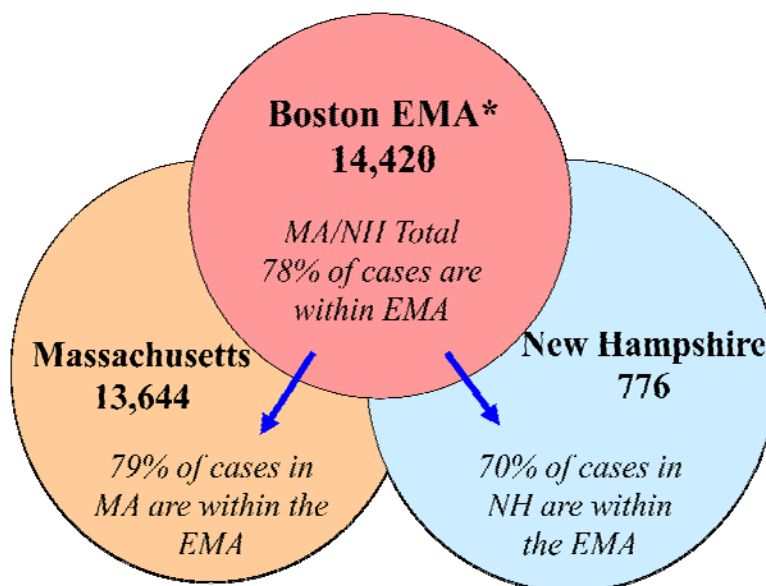 Boston EMA*
14,420
MA/NH Total
78% of cases are
within EMA
Massachusetts
13,644
79% of cases in
MA are within the
EMA
New Hampshire
776
70% of cases in
NH are within
the EMA